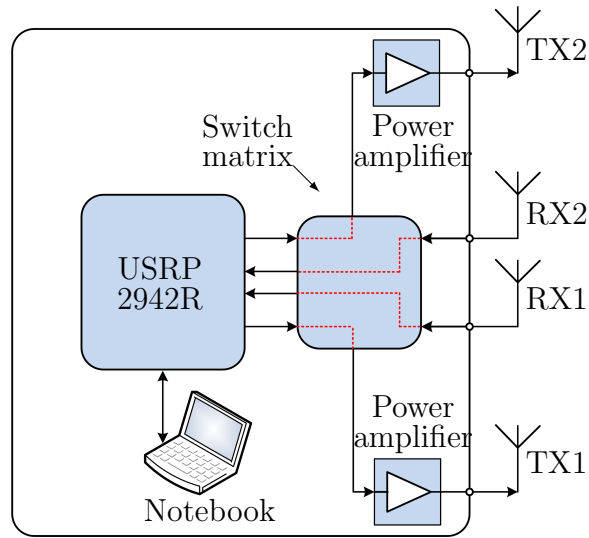 TX2
Power
amplifier
Switch
matrix
RX2
USRP
2942R
RX1
Power
amplifier
TX1
Notebook